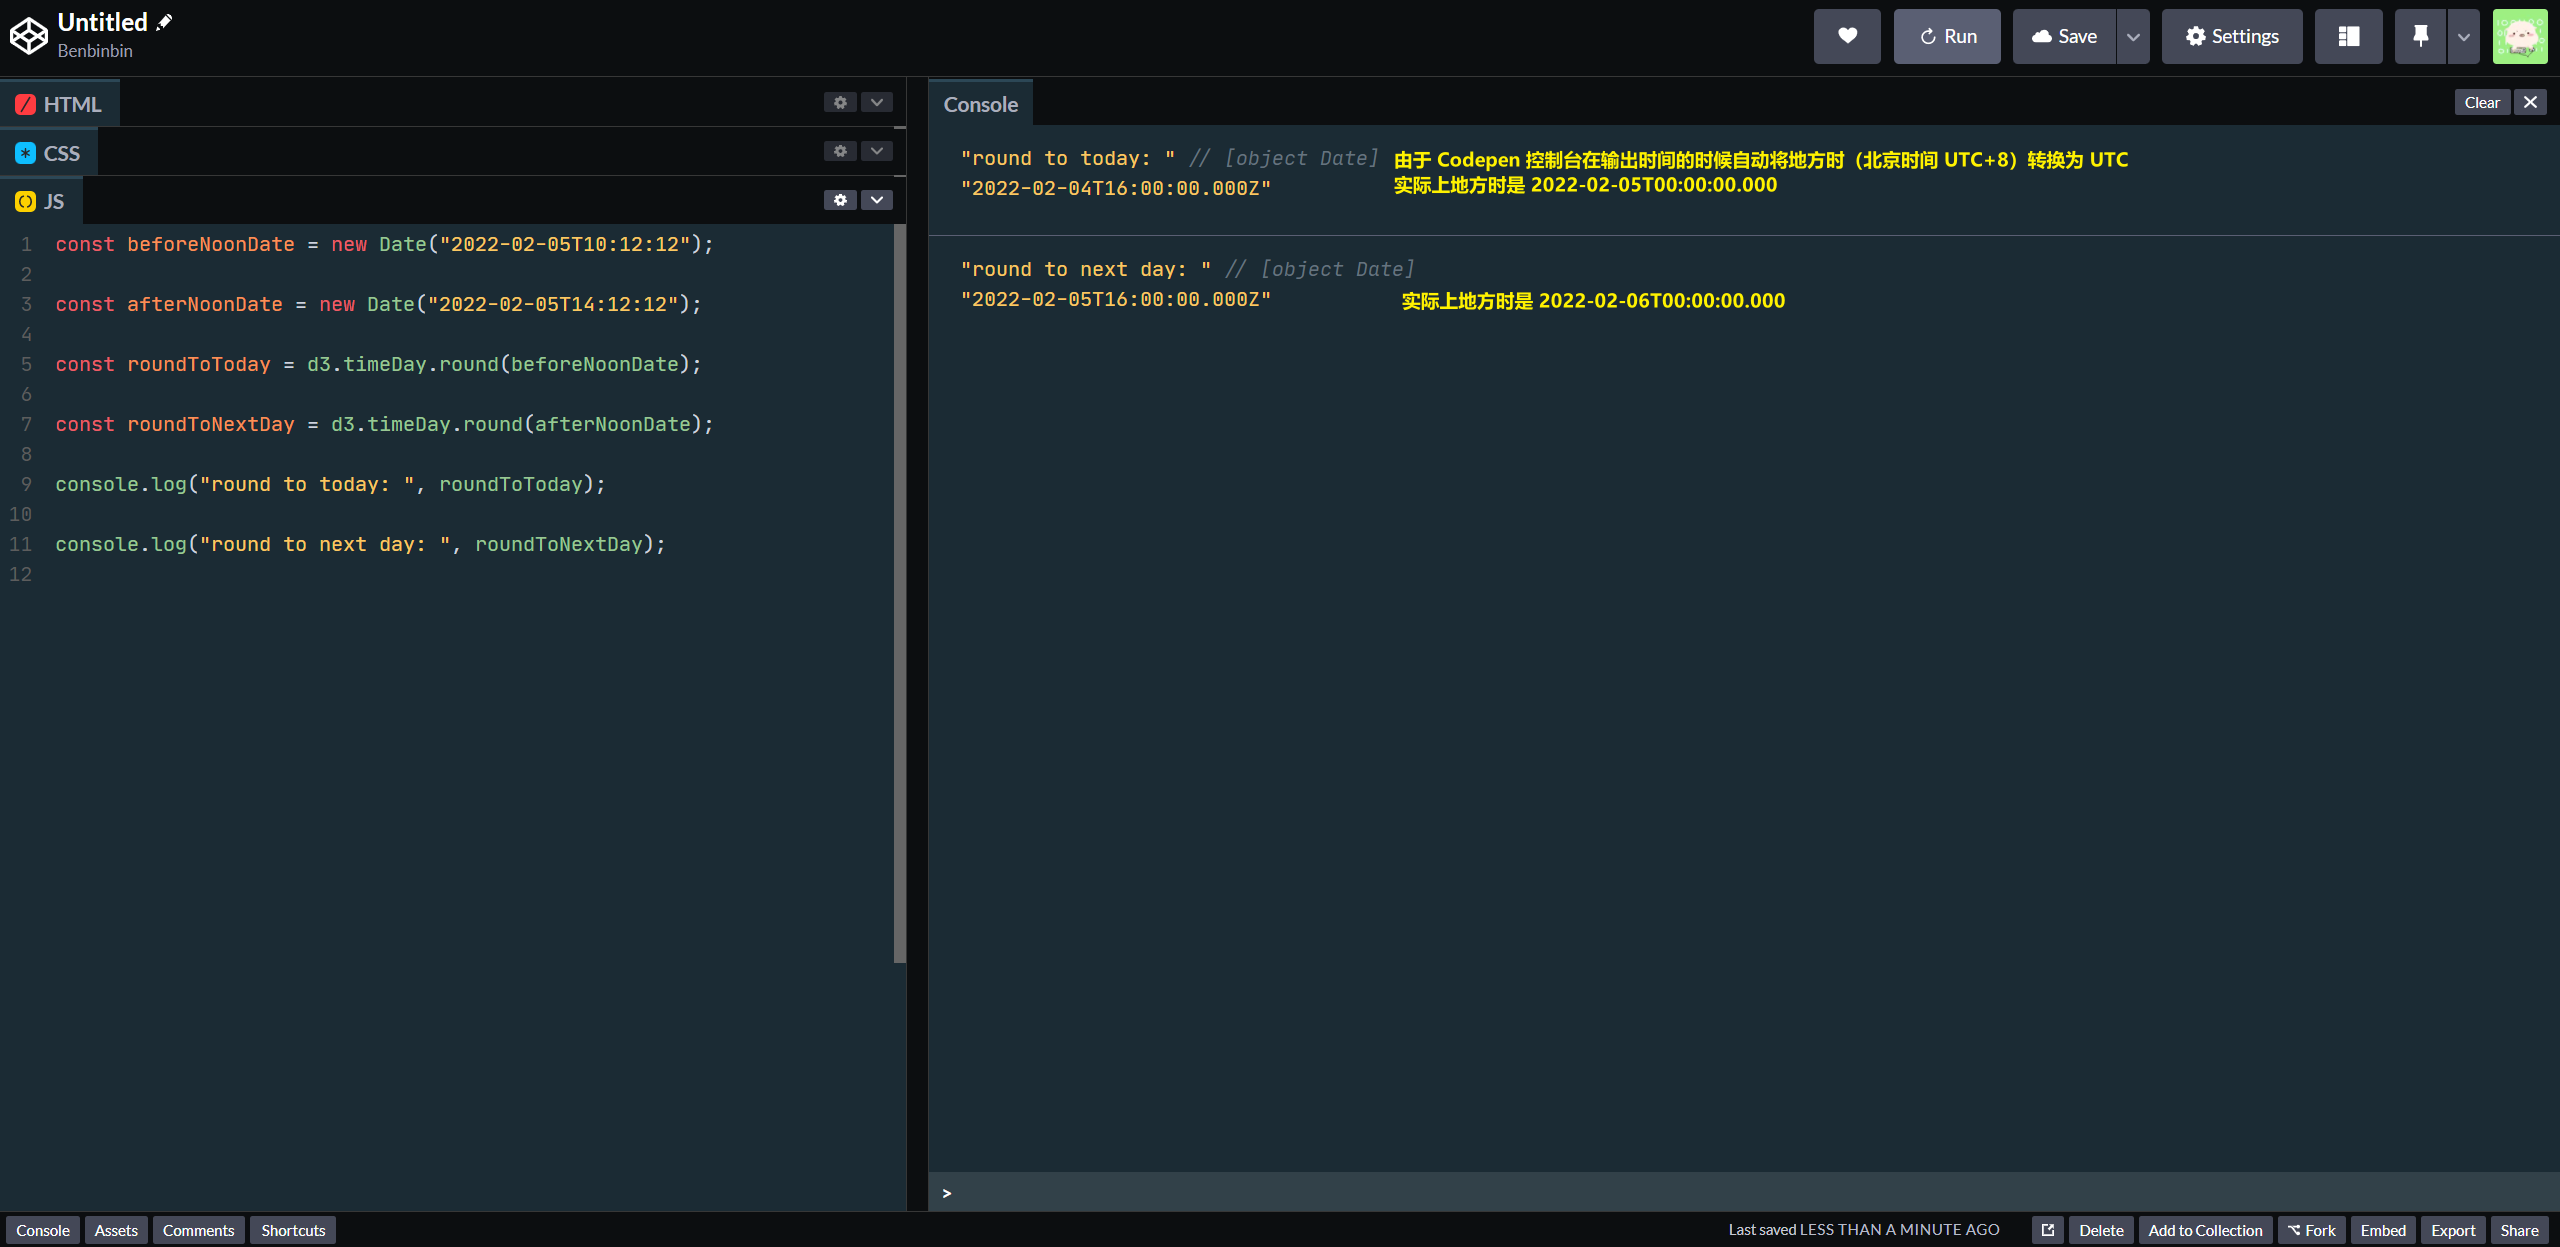 Untitled
Benbinbin
Run
Save
Settings
HTML
CSS
JS
1 const beforeNoonDate = new Date("2022-02-05T10:12:12");
2
3 const afterNoonDate = new Date("2022-02-05T14:12:12");
4
5 const roundToToday = d3.timeDay.round(beforeNoonDate);
6
7 const roundToNextDay = d3.timeDay.round(afterNoonDate);
8
9 console.log("round to today: ", roundToToday);
10
11 console.log("round to next day: ", roundToNextDay);
12
Console
Clear
"round to today: " // [object Date] 由于 Codepen 控制台在输出时间的时候自动将地方时（北京时间 UTC+8）转换为 UTC
"2022-02-04T16:00:00.000Z" 实际上地方时是 2022-02-05T00:00:00.000
"round to next day: " // [object Date]
"2022-02-05T16:00:00.000Z" 实际上地方时是 2022-02-06T00:00:00.000
>
Console Assets Comments Shortcuts
Last saved LESS THAN A MINUTE AGO
Delete Add to Collection Fork Embed Export Share